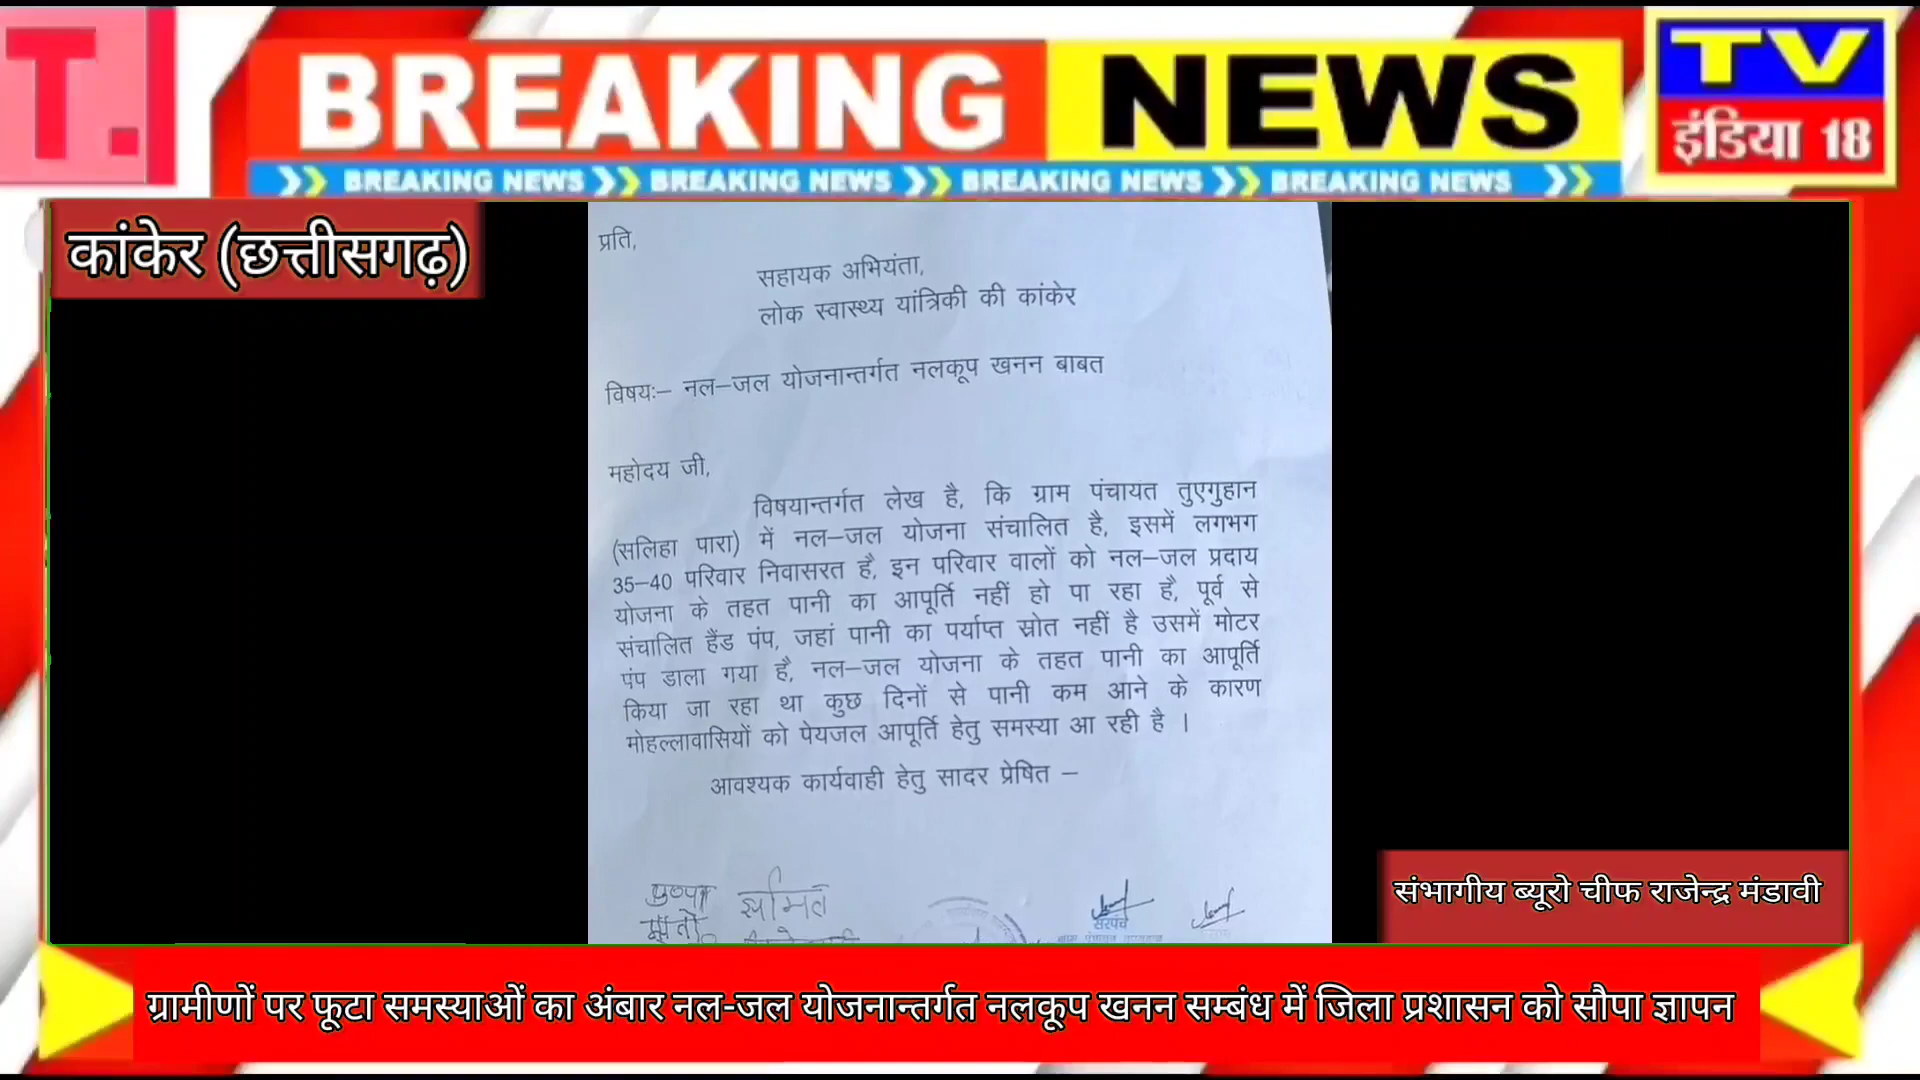 T.
BREAKING NEWS
TV
इंडिया 18
BREAKING NEWS BREAKING NEWS BREAKING NEWS BREAKING NEWS
कांकेर (छत्तीसगढ़)
प्रति,
सहायक अभियंता,
लोक स्वास्थ्य यांत्रिकी की कांकेर
विषयः– नल–जल योजनान्तर्गत नलकूप खनन बाबत
महोदय जी,
विषयान्तर्गत लेख है, कि ग्राम पंचायत तुएगुहान
(सलिहा पारा) में नल–जल योजना संचालित है, इसमें लगभग
35–40 परिवार निवासरत है, इन परिवार वालों को नल–जल प्रदाय
योजना के तहत पानी का आपूर्ति नहीं हो पा रहा है, पूर्व से
संचालित हैंड पंप, जहां पानी का पर्याप्त स्रोत नहीं है उसमें मोटर
पंप डाला गया है, नल–जल योजना के तहत पानी का आपूर्ति
किया जा रहा था कुछ दिनों से पानी कम आने के कारण
मोहल्लावासियों को पेयजल आपूर्ति हेतु समस्या आ रही है ।
आवश्यक कार्यवाही हेतु सादर प्रेषित –
पुष्पा
सरपंच
संभागीय ब्यूरो चीफ राजेन्द्र मंडावी
ग्रामीणों पर फूटा समस्याओं का अंबार नल-जल योजनान्तर्गत नलकूप खनन सम्बंध में जिला प्रशासन को सौपा ज्ञापन